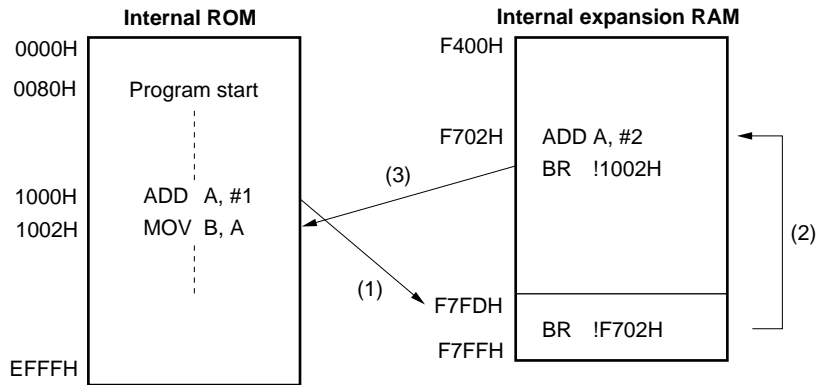 Internal ROM
Internal expansion RAM
0000H
F400H
0080H
Program start
F702H
ADD A, #2
(3)
BR !1002H
1000H
ADD A, #1
1002H
MOV B, A
(2)
(1)
F7FDH
BR !F702H
F7FFH
EFFFH